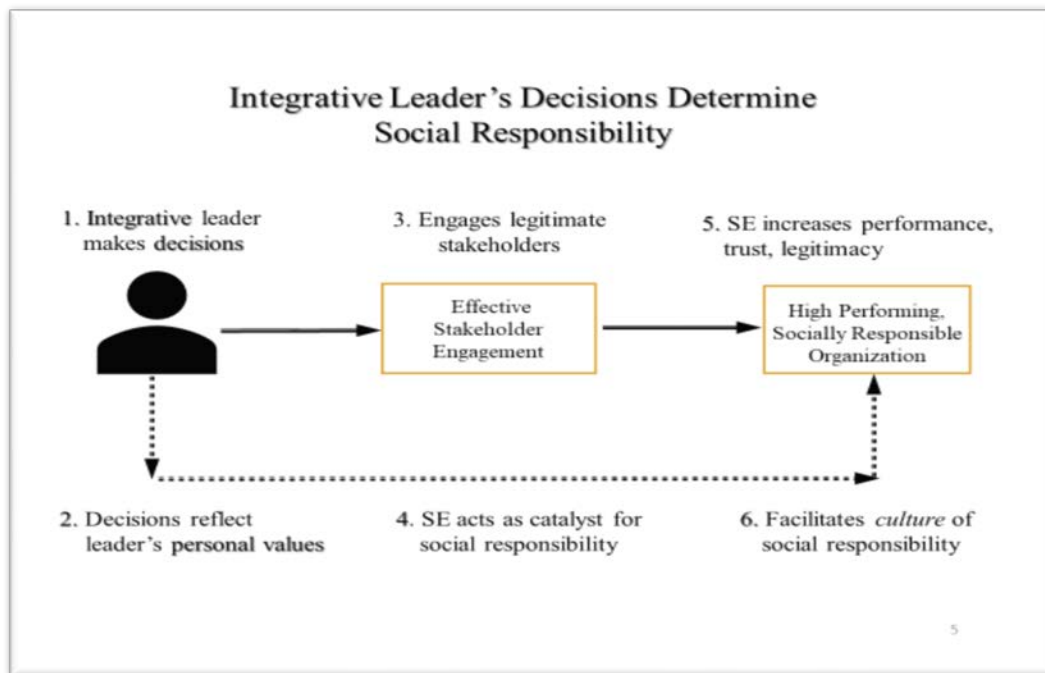 Integrative Leader’s Decisions Determine
Social Responsibility
1. Integrative leader
makes decisions
3. Engages legitimate
stakeholders
5. SE increases performance,
trust, legitimacy
Effective
Stakeholder
Engagement
High Performing,
Socially Responsible
Organization
2. Decisions reflect
leader’s personal values
4. SE acts as catalyst for
social responsibility
6. Facilitates culture of
social responsibility
5